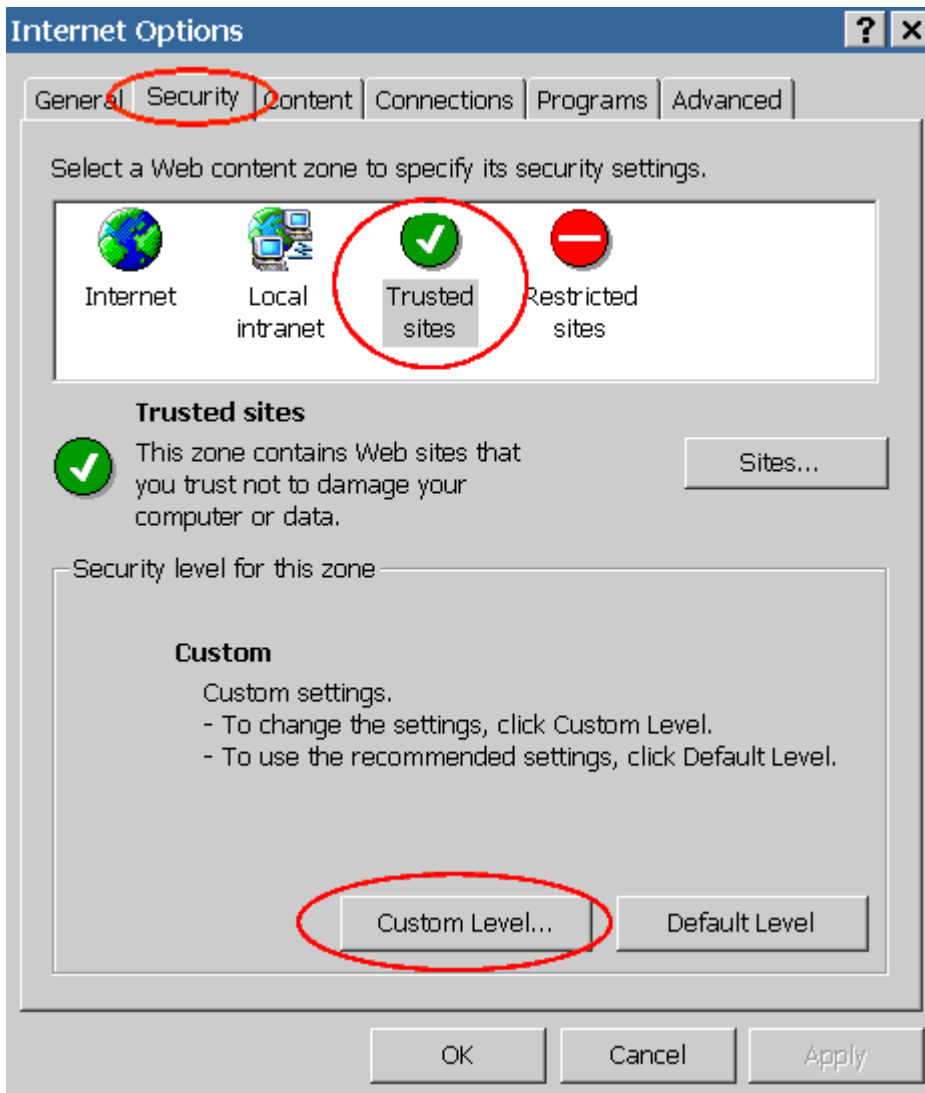 Internet Options ? ×
General Security Content Connections Programs Advanced
Select a Web content zone to specify its security settings.
Internet Local intranet Trusted sites Restricted sites
Trusted sites
This zone contains Web sites that
you trust not to damage your
computer or data.
Sites...
Security level for this zone
Custom
Custom settings.
- To change the settings, click Custom Level.
- To use the recommended settings, click Default Level.
Custom Level... Default Level
OK Cancel Apply